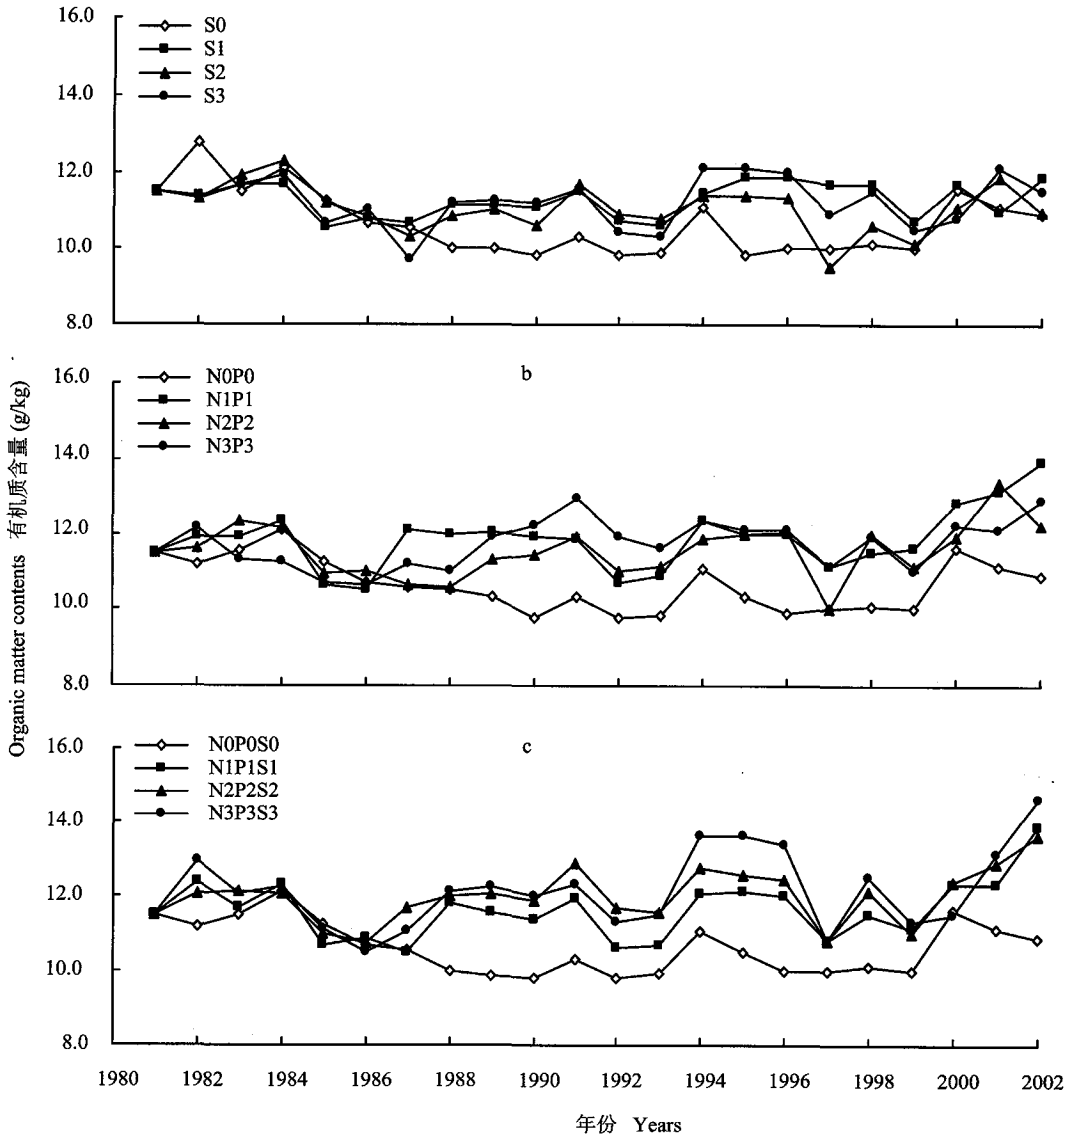 16.0
S0
S1
S2
S3
14.0
12.0
10.0
8.0
16.0
N0P0
b
N1P1
N2P2
N3P3
14.0
12.0
10.0
8.0
Organic matter contents 有机质含量 (g/kg)
16.0
N0P0S0
c
N1P1S1
N2P2S2
N3P3S3
14.0
12.0
10.0
8.0
1980 1982 1984 1986 1988 1990 1992 1994 1996 1998 2000 2002
年份 Years